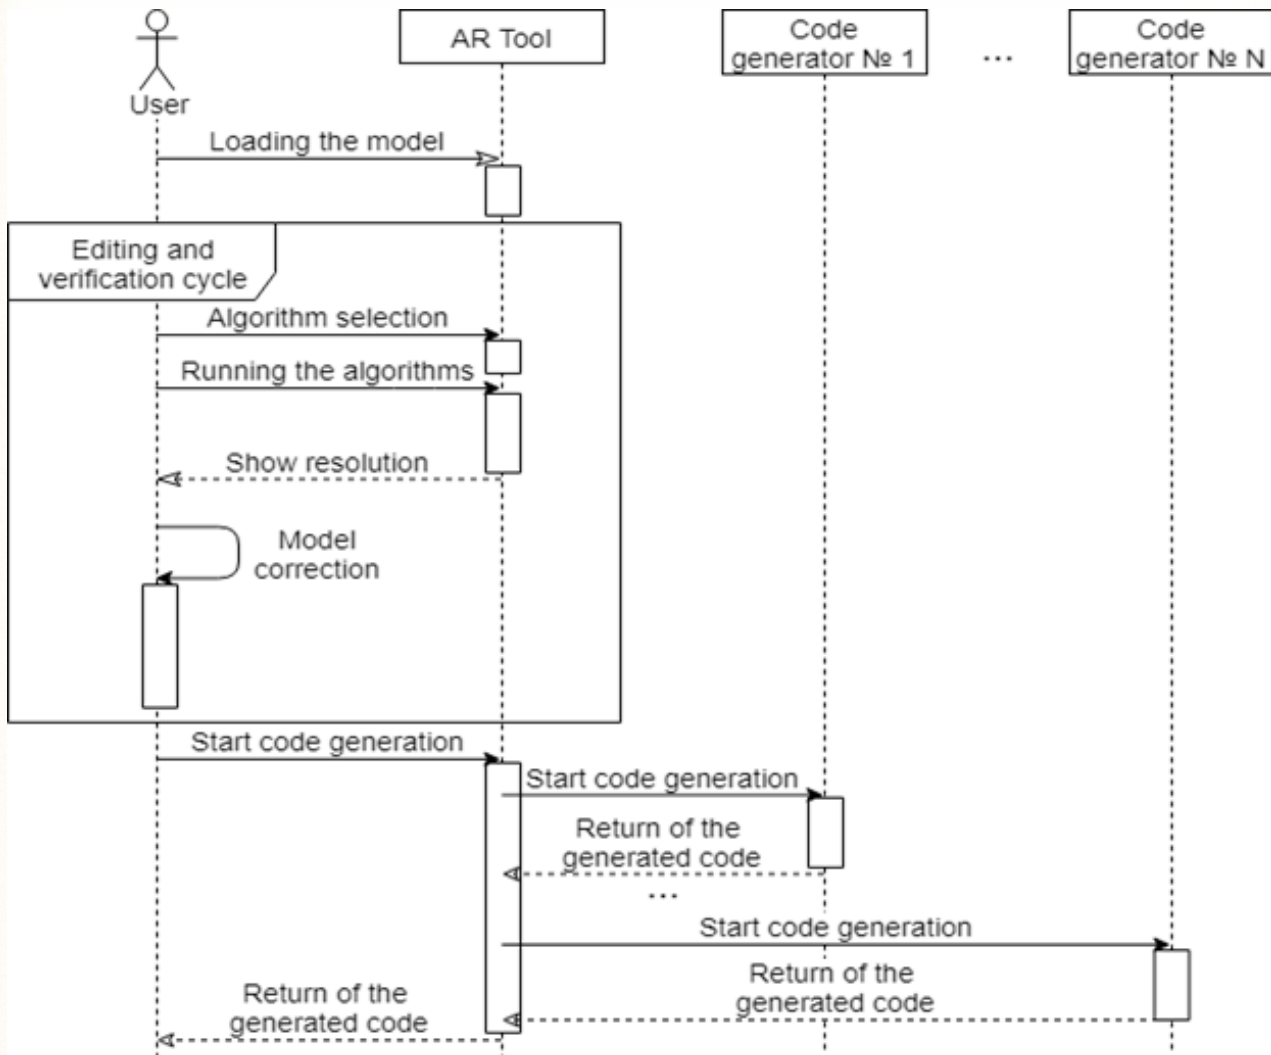 User
AR Tool
Code
generator № 1
...
Code
generator № N
Loading the model
Editing and
verification cycle
Algorithm selection
Running the algorithms
Show resolution
Model
correction
Start code generation
Start code generation
Return of the
generated code
...
Start code generation
Return of the
generated code
Return of the
generated code